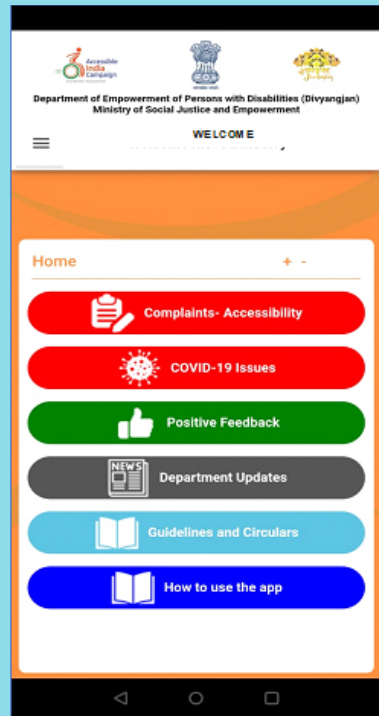 Accessible
India
Campaign
Department of Empowerment of Persons with Disabilities (Divyangjan)
Ministry of Social Justice and Empowerment
WELCOME
Home + -
Complaints- Accessibility
COVID-19 Issues
Positive Feedback
NEWS
Department Updates
Guidelines and Circulars
How to use the app